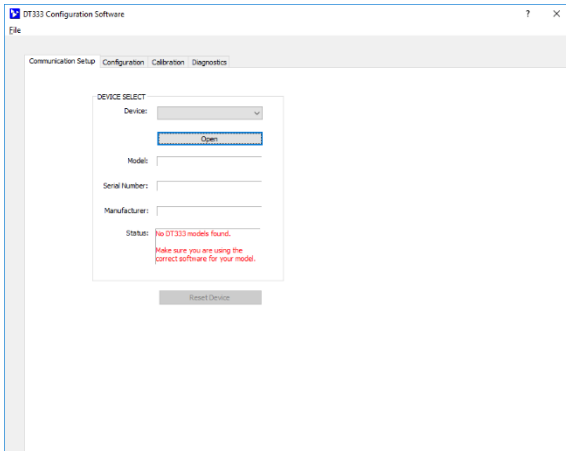 DT333 Configuration Software
File
Communication Setup Configuration Calibration Diagnostics
DEVICE SELECT
Device:
Open
Model:
Serial Number:
Manufacturer:
Status: No DT333 models found.
Make sure you are using the
correct software for your model.
Reset Device